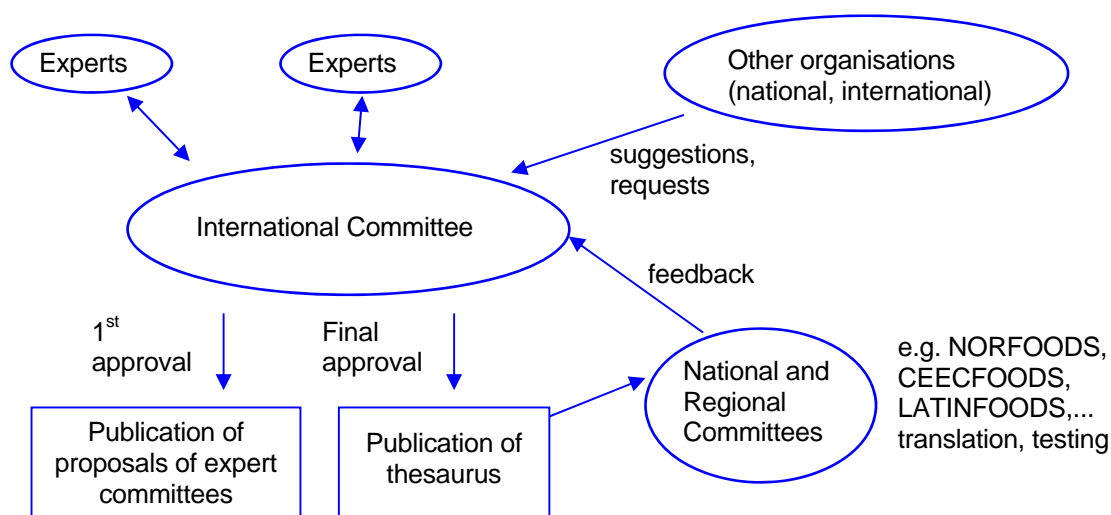 Experts
Experts
Other organisations
(national, international)
suggestions,
requests
International Committee
feedback
1st
approval
Final
approval
National and
Regional
Committees
e.g. NORFOODS,
CEECFOODS,
LATINFOODS,...
translation, testing
Publication of
proposals of expert
committees
Publication of
thesaurus